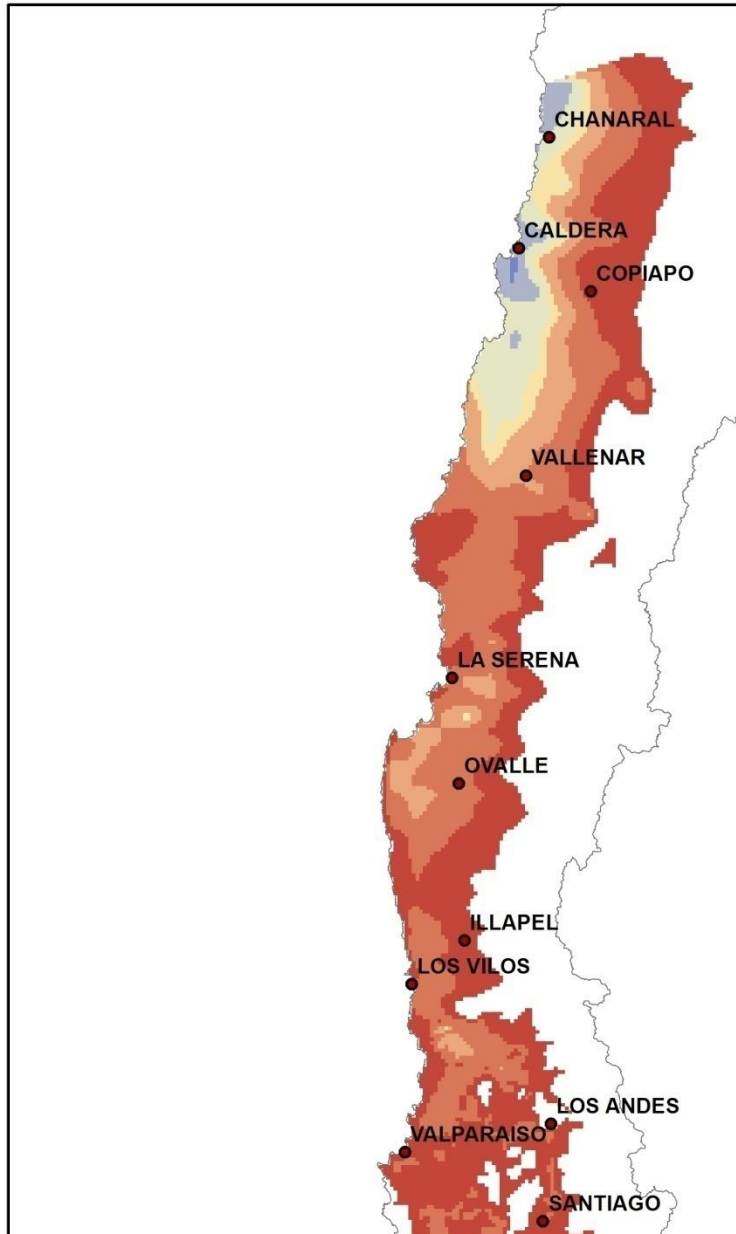 CHANARAL
CALDERA
COPIAPO
VALLENAR
LA SERENA
OVALLE
ILLAPEL
LOS VILOS
LOS ANDES
VALPARAISO
SANTIAGO